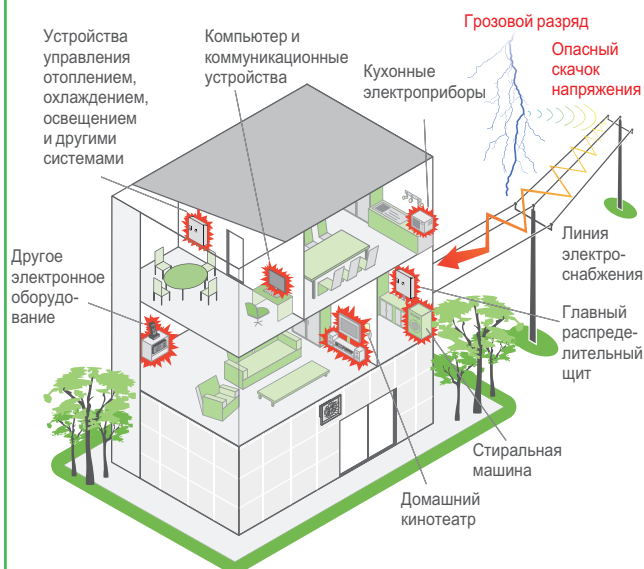 Устройства
управления
отоплением,
охлаждением,
освещением
и другими
системами
Компьютер и
коммуникационные
устройства
Кухонные
электроприборы
Грозовой разряд
Опасный
скачок
напряжения
Другое
электронное
оборудо-
вание
Линия
электро-
снабжения
Главный
распреде-
лительный
щит
Стиральная
машина
Домашний
кинотеатр